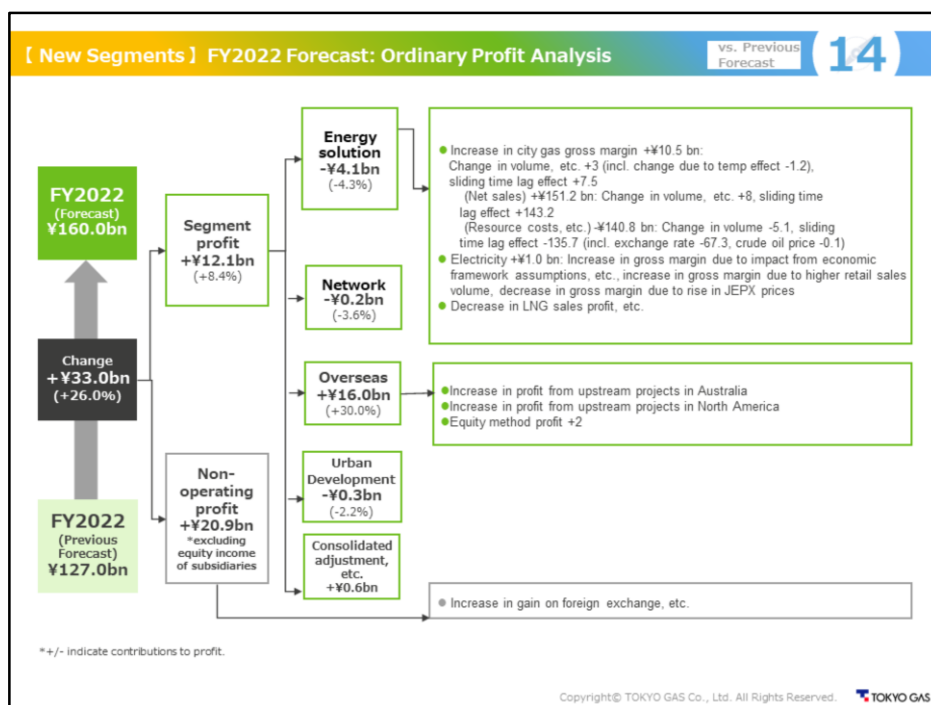 【 New Segments 】 FY2022 Forecast: Ordinary Profit Analysis
vs. Previous
Forecast
14
FY2022
(Forecast)
¥160.0bn
Change
+¥33.0bn
(+26.0%)
FY2022
(Previous
Forecast)
¥127.0bn
Segment
profit
+¥12.1bn
(+8.4%)
Non-
operating
profit
+¥20.9bn
*excluding
equity income
of subsidiaries
Energy
solution
-¥4.1bn
(-4.3%)
Network
-¥0.2bn
(-3.6%)
Overseas
+¥16.0bn
(+30.0%)
Urban
Development
-¥0.3bn
(-2.2%)
Consolidated
adjustment,
etc.
+¥0.6bn
● Increase in city gas gross margin +¥10.5 bn:
Change in volume, etc. +3 (incl. change due to temp effect -1.2),
sliding time lag effect +7.5
(Net sales) +¥151.2 bn: Change in volume, etc. +8, sliding time
lag effect +143.2
(Resource costs, etc.) -¥140.8 bn: Change in volume -5.1, sliding
time lag effect -135.7 (incl. exchange rate -67.3, crude oil price -0.1)
● Electricity +¥1.0 bn: Increase in gross margin due to impact from economic
framework assumptions, etc., increase in gross margin due to higher retail sales
volume, decrease in gross margin due to rise in JEPX prices
● Decrease in LNG sales profit, etc.
●Increase in profit from upstream projects in Australia
●Increase in profit from upstream projects in North America
●Equity method profit +2
● Increase in gain on foreign exchange, etc.
*+/- indicate contributions to profit.
Copyright© TOKYO GAS Co., Ltd. All Rights Reserved.
TOKYO GAS